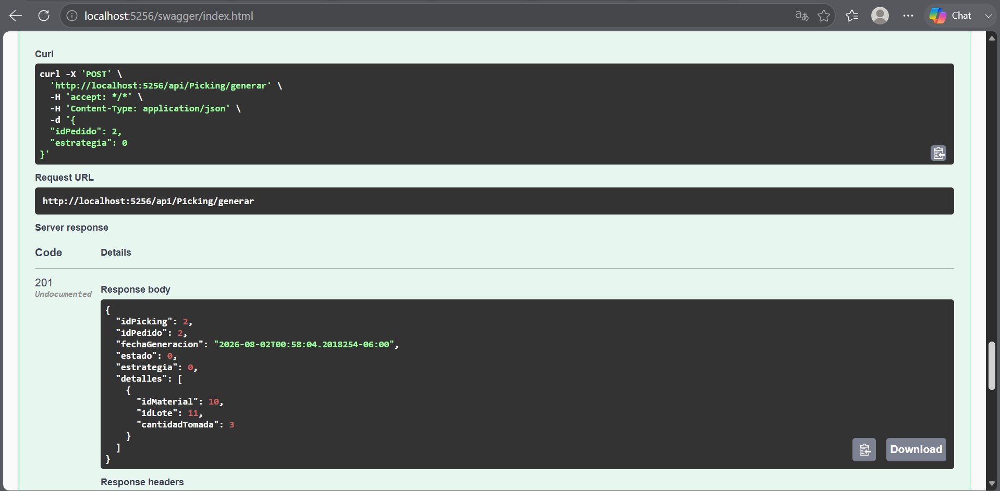 localhost:5256/swagger/index.html
Chat
Curl
curl -X 'POST' \
  'http://localhost:5256/api/Picking/generar' \
  -H 'accept: */*' \
  -H 'Content-Type: application/json' \
  -d '{
  "idPedido": 2,
  "estrategia": 0
}'
Request URL
http://localhost:5256/api/Picking/generar
Server response
Code Details
201
Undocumented
Response body
{
  "idPicking": 2,
  "idPedido": 2,
  "fechaGeneracion": "2026-08-02T00:58:04.2018254-06:00",
  "estado": 0,
  "estrategia": 0,
  "detalles": [
    {
      "idMaterial": 10,
      "idLote": 11,
      "cantidadTomada": 3
    }
  ]
}
Download
Response headers